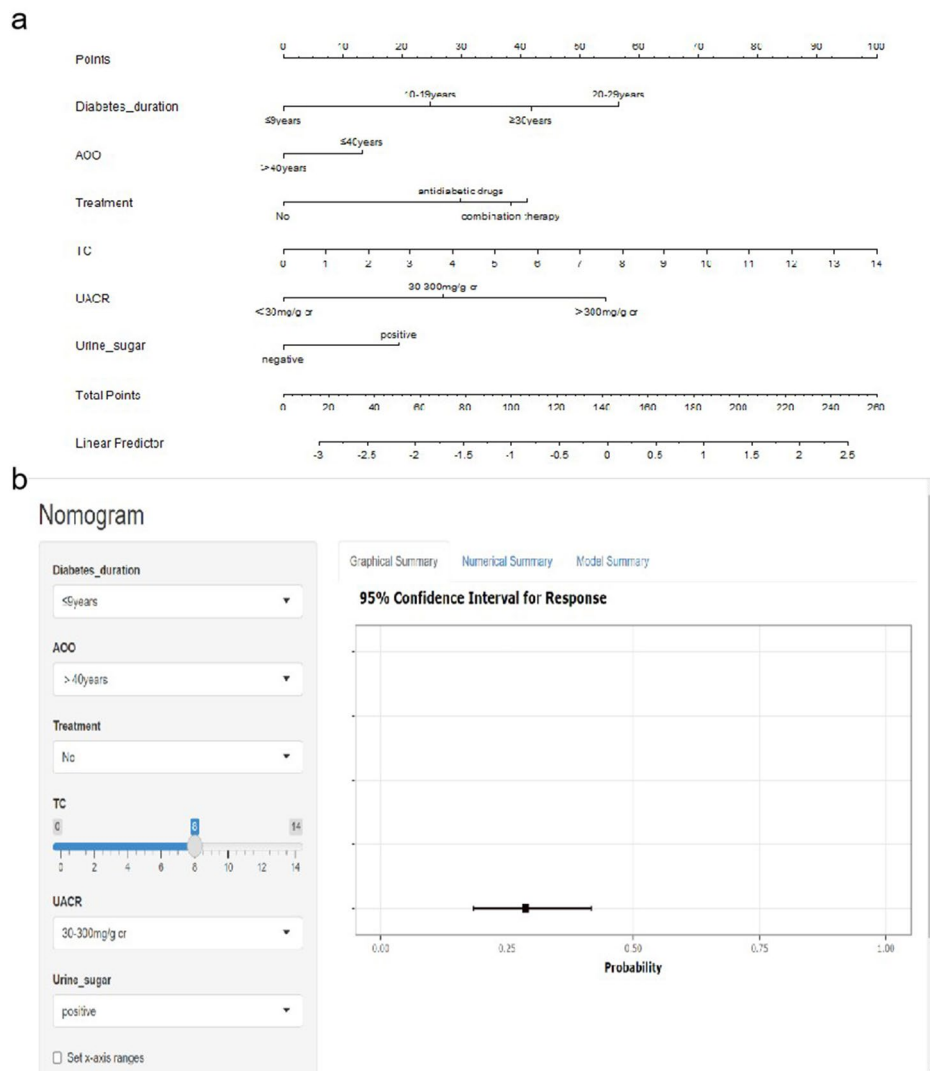 a
Points
0 10 20 30 40 50 60 70 80 90 100
10-19years 20-29years
Diabetes_duration
≤9years ≥30years
≤40years
AOO
>40years
antidiabetic drugs
Treatment
No combination therapy
TC
0 1 2 3 4 5 6 7 8 9 10 11 12 13 14
30-300mg/g cr
UACR
<30mg/g cr >300mg/g cr
positive
Urine_sugar
negative
Total Points
0 20 40 60 80 100 120 140 160 180 200 220 240 260
Linear Predictor
-3 -2.5 -2 -1.5 -1 -0.5 0 0.5 1 1.5 2 2.5
b
Nomogram
Diabetes_duration
≤9years
AOO
>40years
Treatment
No
TC
0 8 14
0 2 4 6 8 10 12 14
UACR
30-300mg/g cr
Urine_sugar
positive
Set x-axis ranges
Graphical Summary Numerical Summary Model Summary
95% Confidence Interval for Response
0.00 0.25 0.50 0.75 1.00
Probability